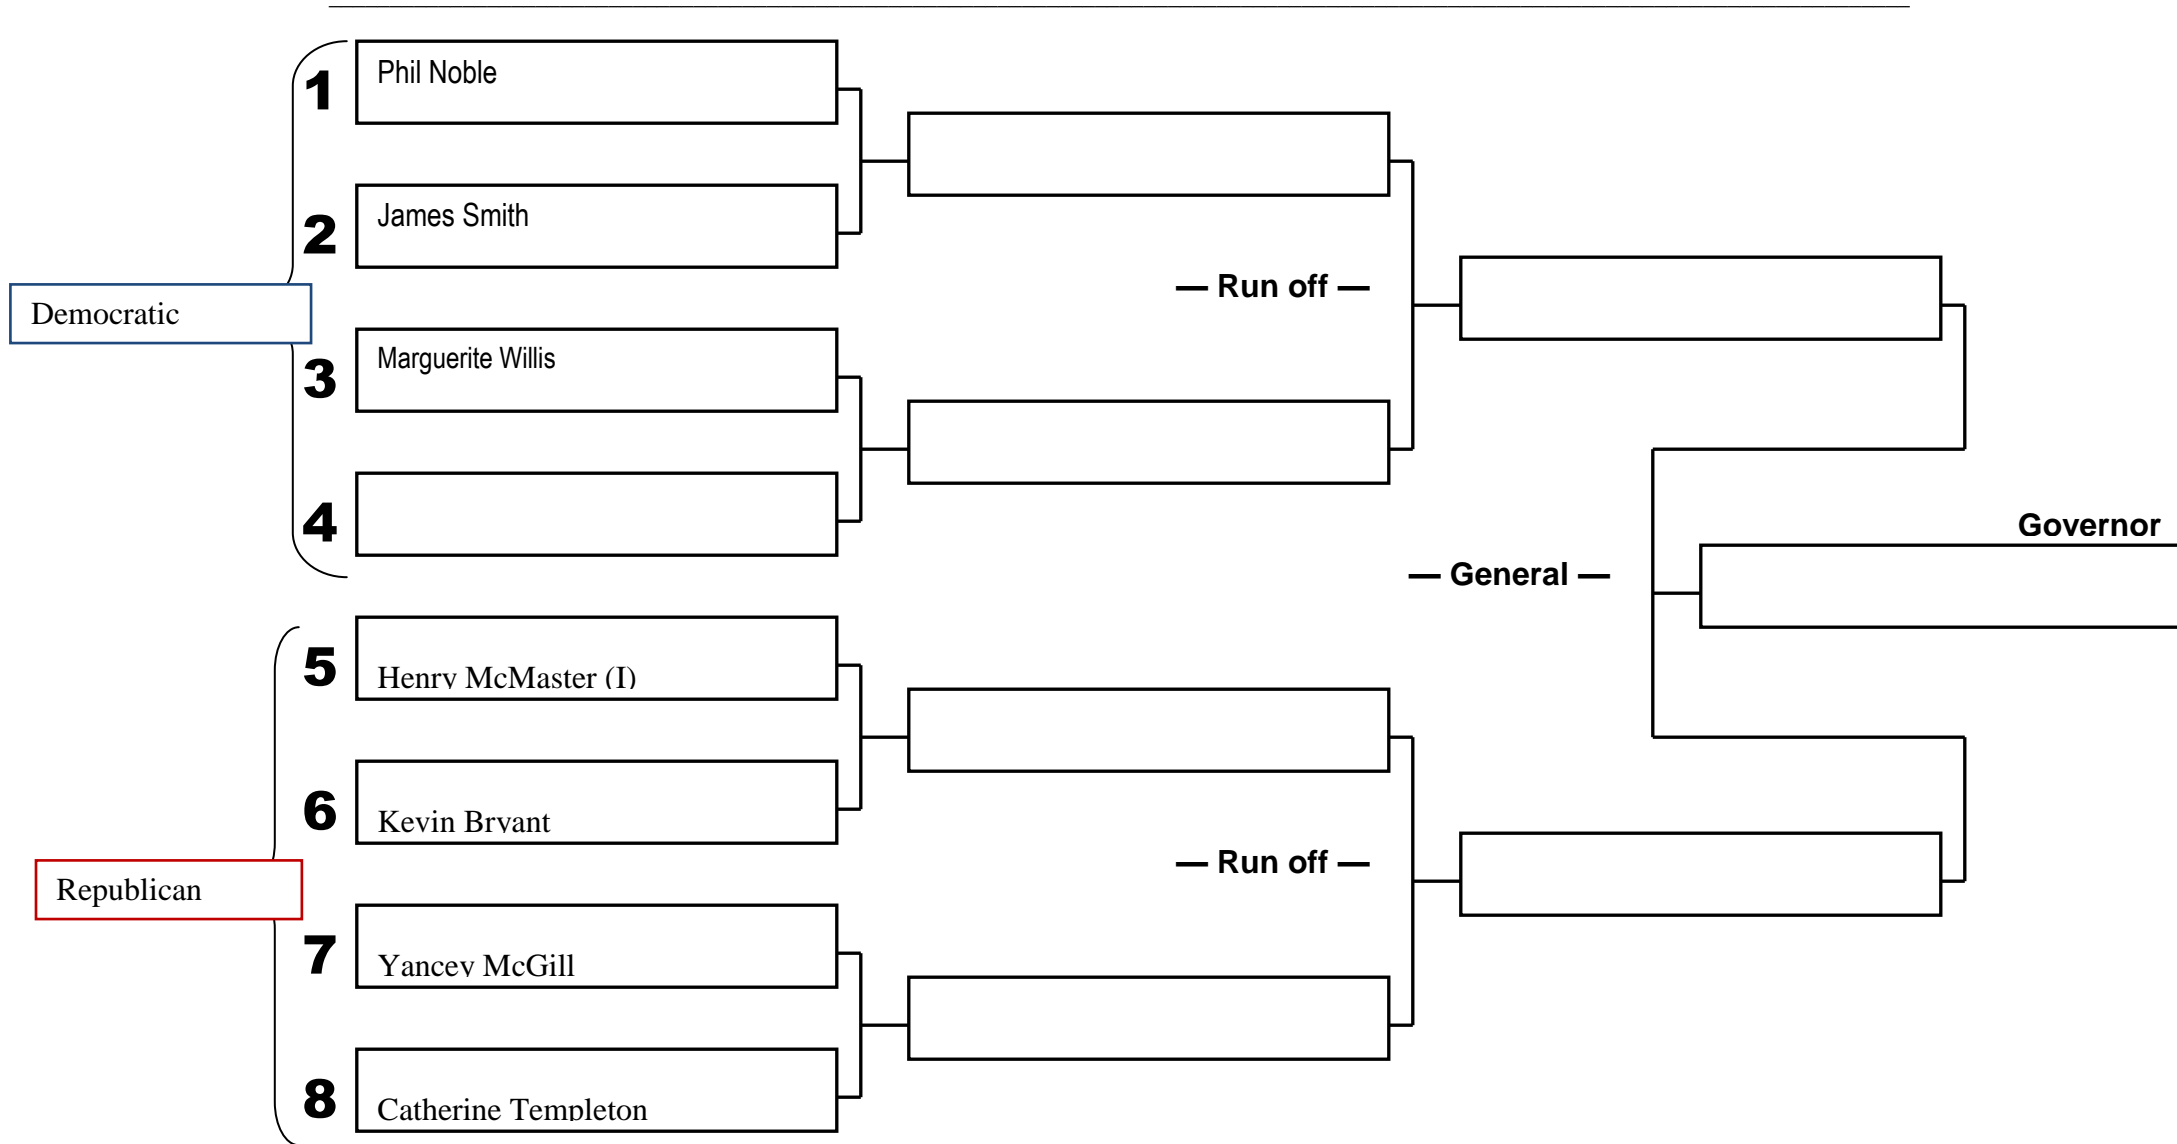 1
Phil Noble
2
James Smith
— Run off —
Democratic
3
Marguerite Willis
4
Governor
— General —
5
Henry McMaster (I)
6
Kevin Bryant
— Run off —
Republican
7
Yancey McGill
8
Catherine Templeton